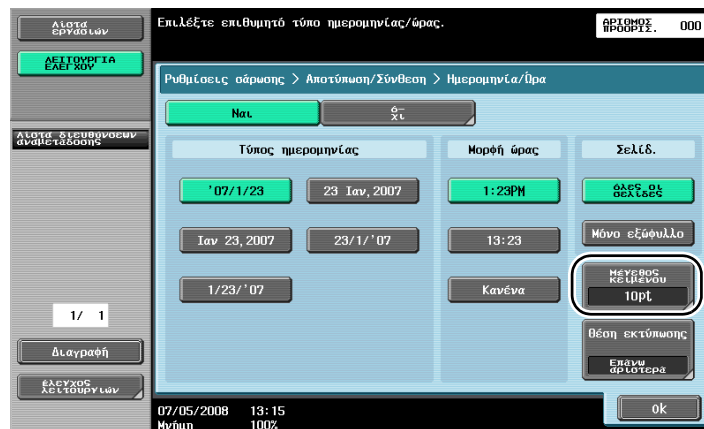 Λίστα
εργασιών
ΛΕΙΤΟΥΡΓΙΑ
ΕΛΕΓΧΟΥ
Λίστα διευθύνσεων
αναμετάδοσης
1/ 1
Διαγραφή
έλεγχος
λειτουργιών
Επιλέξτε επιθυμητό τύπο ημερομηνίας/ώρας.
ΑΡΙΘΜΟΣ
ΠΡΟΟΡΙΣ.
000
Ρυθμίσεις σάρωσης > Αποτύπωση/Σύνθεση > Ημερομηνία/Ώρα
Ναι
ό-
χι
Τύπος ημερομηνίας
'07/1/23
23 Ιαν,2007
Ιαν 23,2007
23/1/'07
1/23/'07
Μορφή ώρας
1:23PM
13:23
Κανένα
Σελίδ.
όλες οι
σελίδες
Μόνο εξώφυλλο
Μέγεθος
κειμένου
10pt
θέση εκτύπωσης
Επάνω
αριστερά
ok
07/05/2008 13:15
Μνήμη 100%